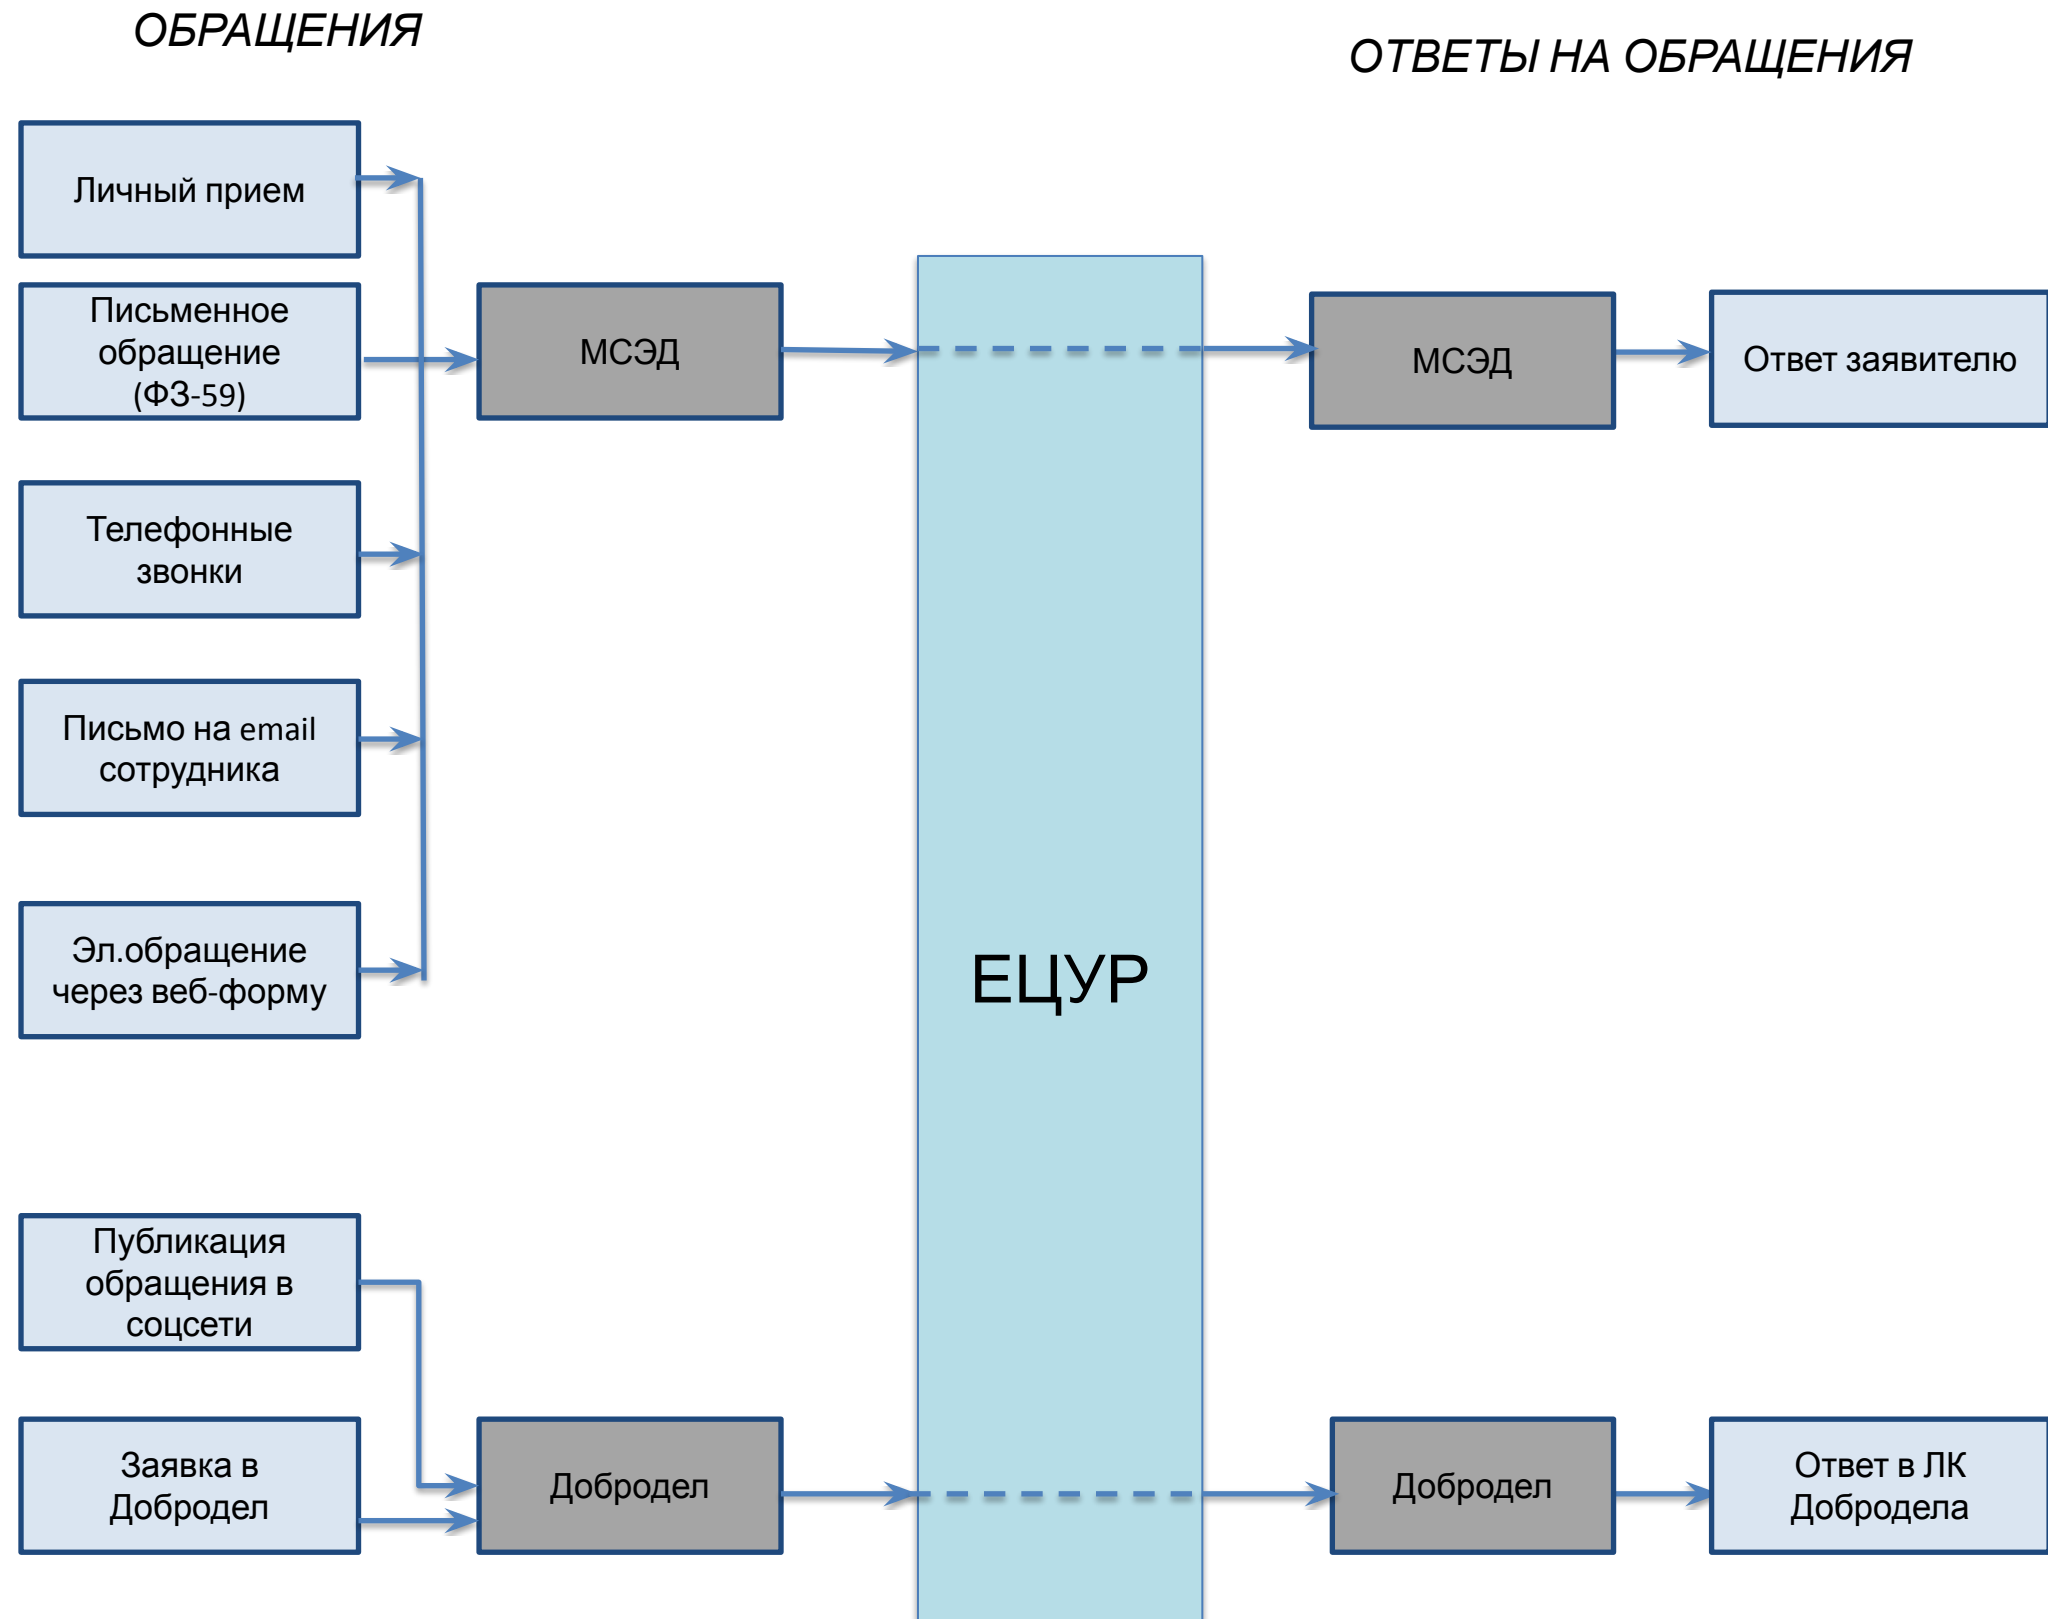 ОБРАЩЕНИЯ
ОТВЕТЫ НА ОБРАЩЕНИЯ
Личный прием
Письменное
обращение
(ФЗ-59)
МСЭД
МСЭД
Ответ заявителю
Телефонные
звонки
Письмо на email
сотрудника
Эл.обращение
через веб-форму
ЕЦУР
Публикация
обращения в
соцсети
Заявка в
Добродел
Добродел
Добродел
Ответ в ЛК
Добродела